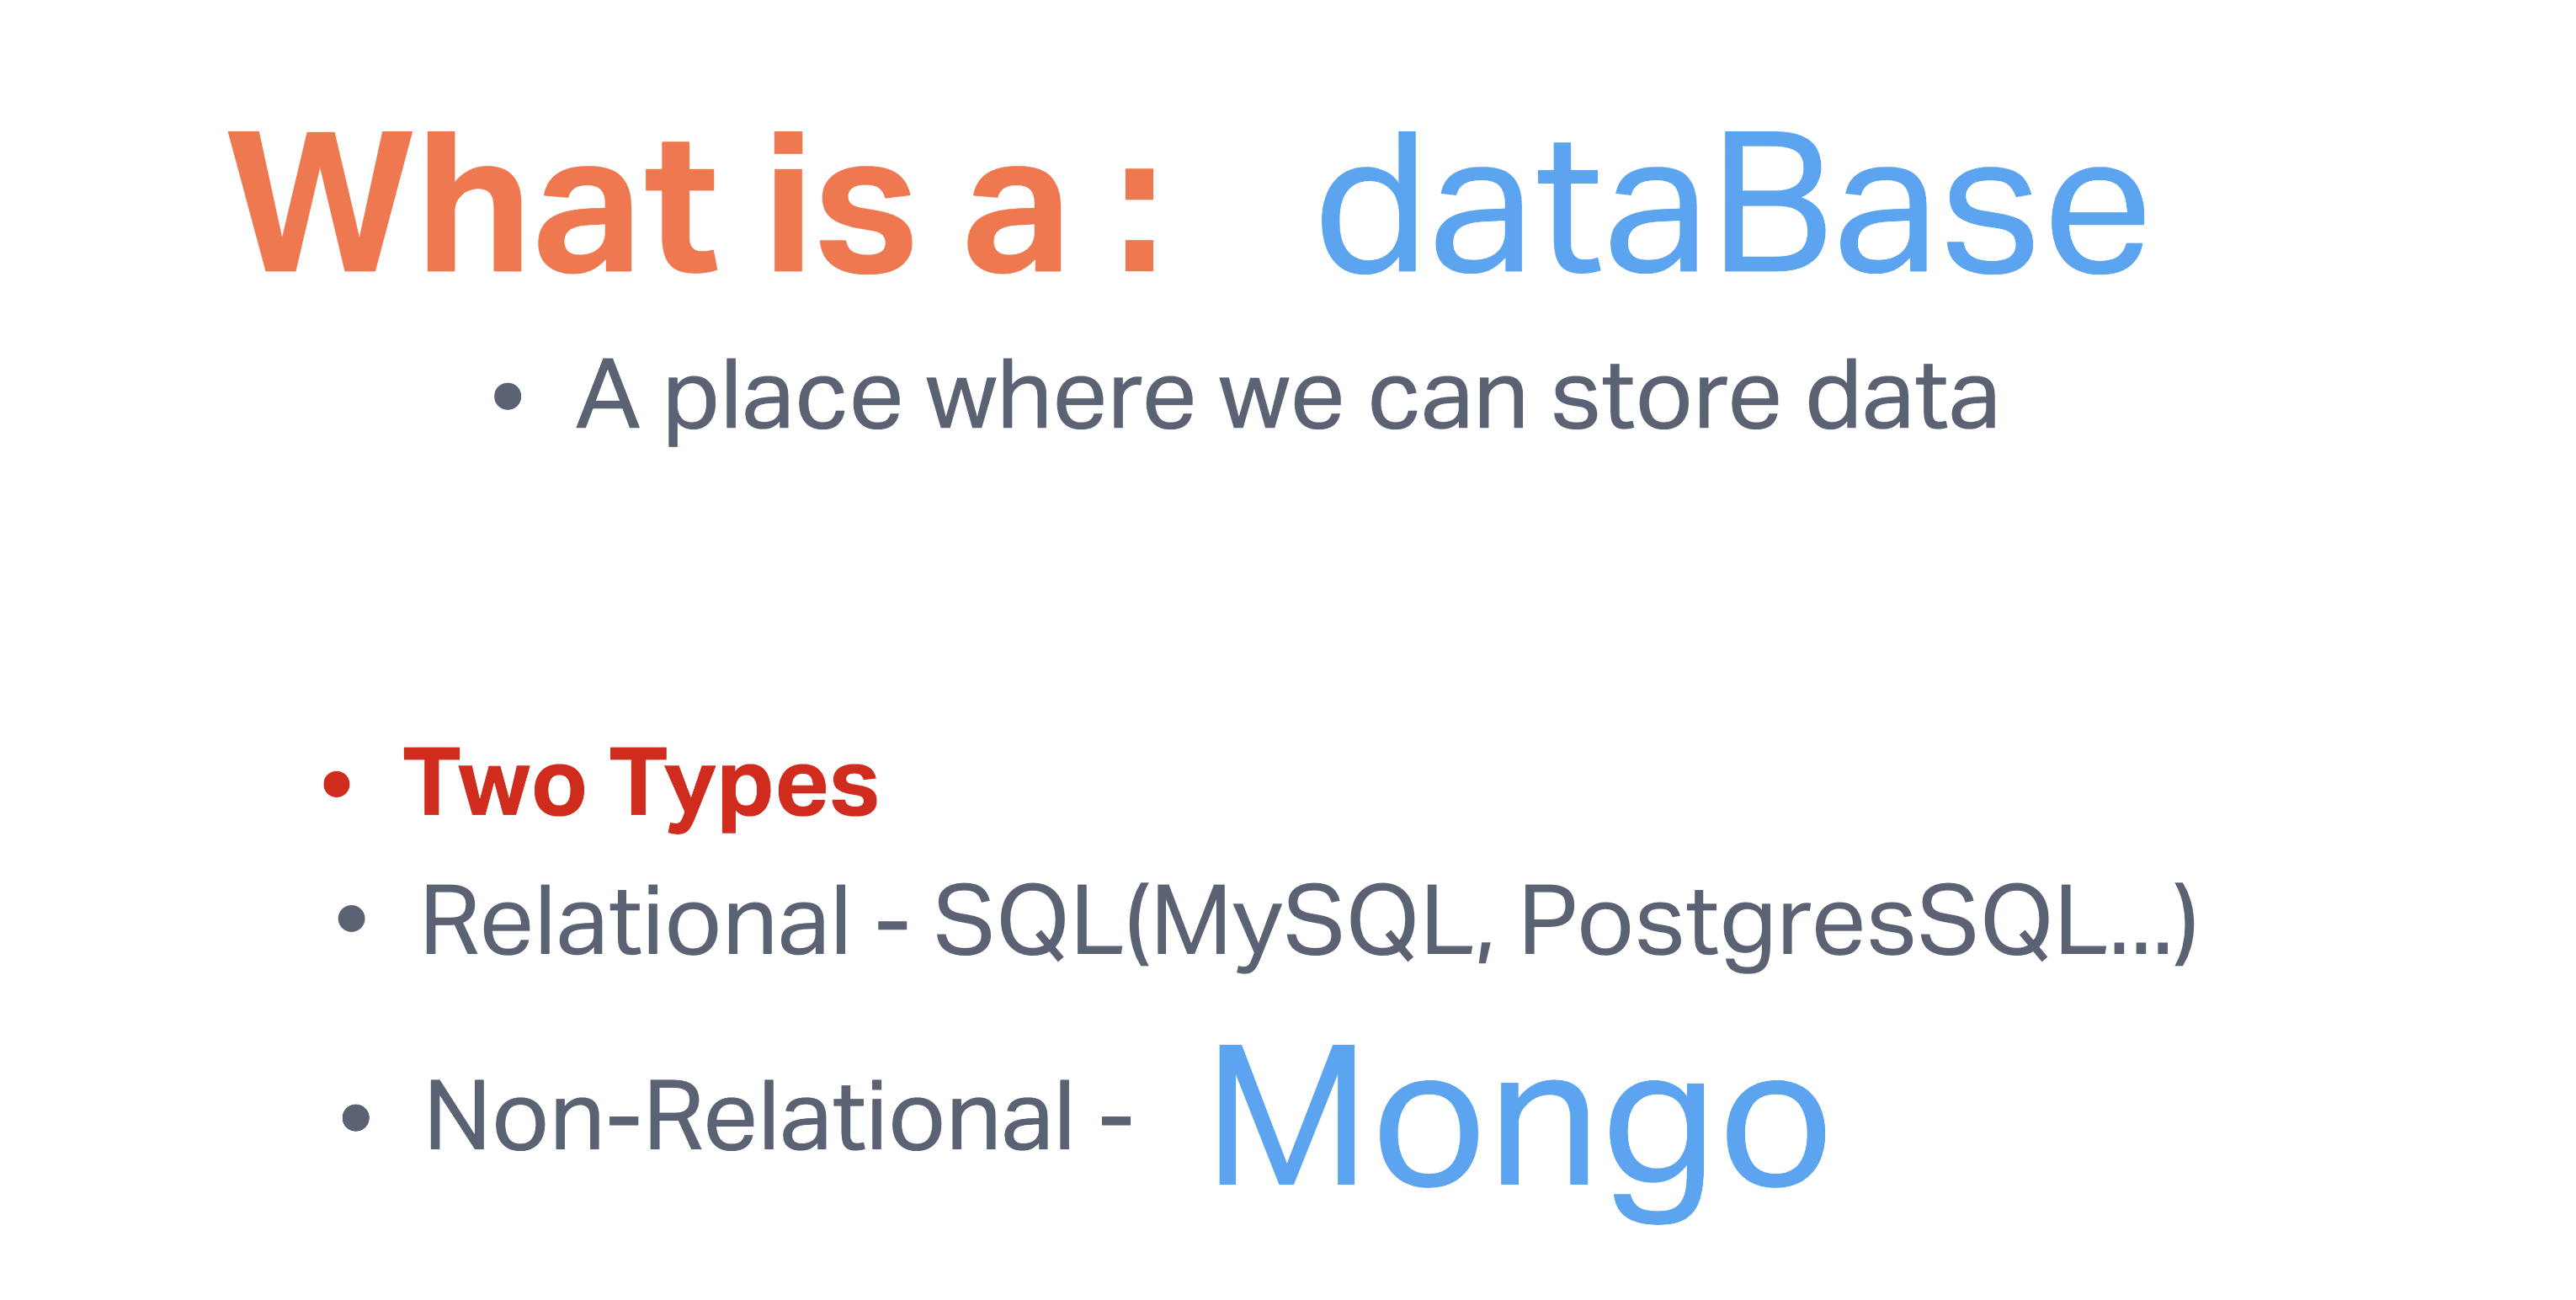 What is a : dataBase
• A place where we can store data
• Two Types
• Relational - SQL(MySQL, PostgresSQL...)
• Non-Relational - Mongo